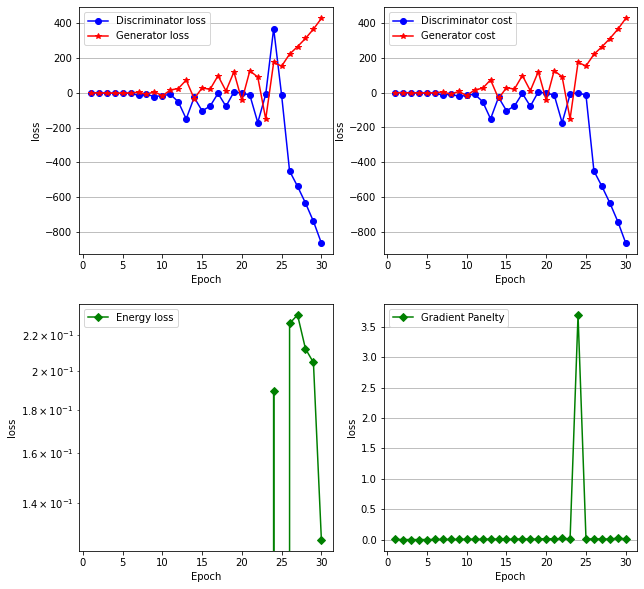 400
200
0
−200
−400
−600
−800
loss
Discriminator loss
Generator loss
0 5 10 15 20 25 30
Epoch
400
200
0
−200
−400
−600
−800
loss
Discriminator cost
Generator cost
0 5 10 15 20 25 30
Epoch
2.2 × 10⁻¹
2 × 10⁻¹
1.8 × 10⁻¹
1.6 × 10⁻¹
1.4 × 10⁻¹
loss
Energy loss
0 5 10 15 20 25 30
Epoch
3.5
3.0
2.5
2.0
1.5
1.0
0.5
0.0
loss
Gradient Panelty
0 5 10 15 20 25 30
Epoch